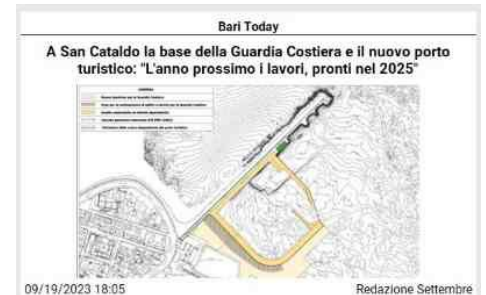 Bari Today
A San Cataldo la base della Guardia Costiera e il nuovo porto
turistico: "L'anno prossimo i lavori, pronti nel 2025"
09/19/2023 18:05
Redazione Settembre